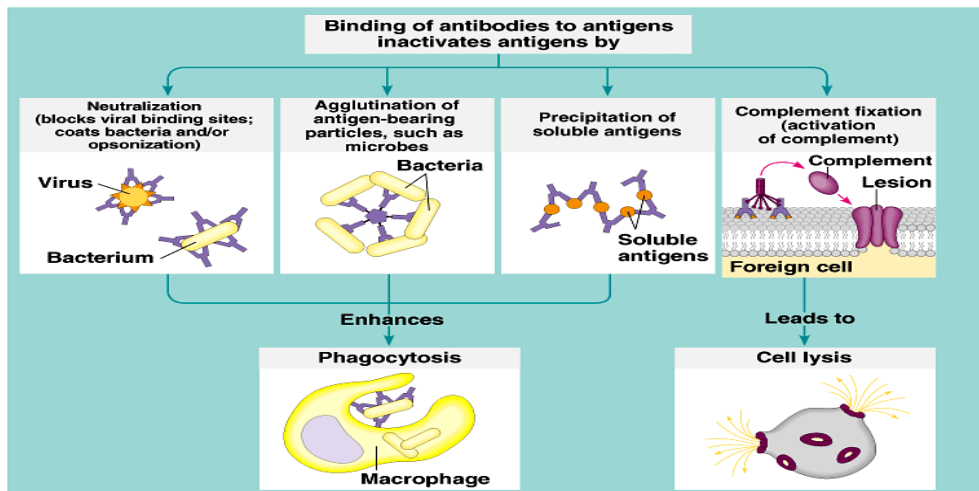 Binding of antibodies to antigens
inactivates antigens by
Neutralization
(blocks viral binding sites;
coats bacteria and/or
opsonization)
Virus
Bacterium
Agglutination of
antigen-bearing
particles, such as
microbes
Bacteria
Precipitation of
soluble antigens
Soluble
antigens
Complement fixation
(activation
of complement)
Complement
Lesion
Foreign cell
Enhances
Leads to
Phagocytosis
Macrophage
Cell lysis